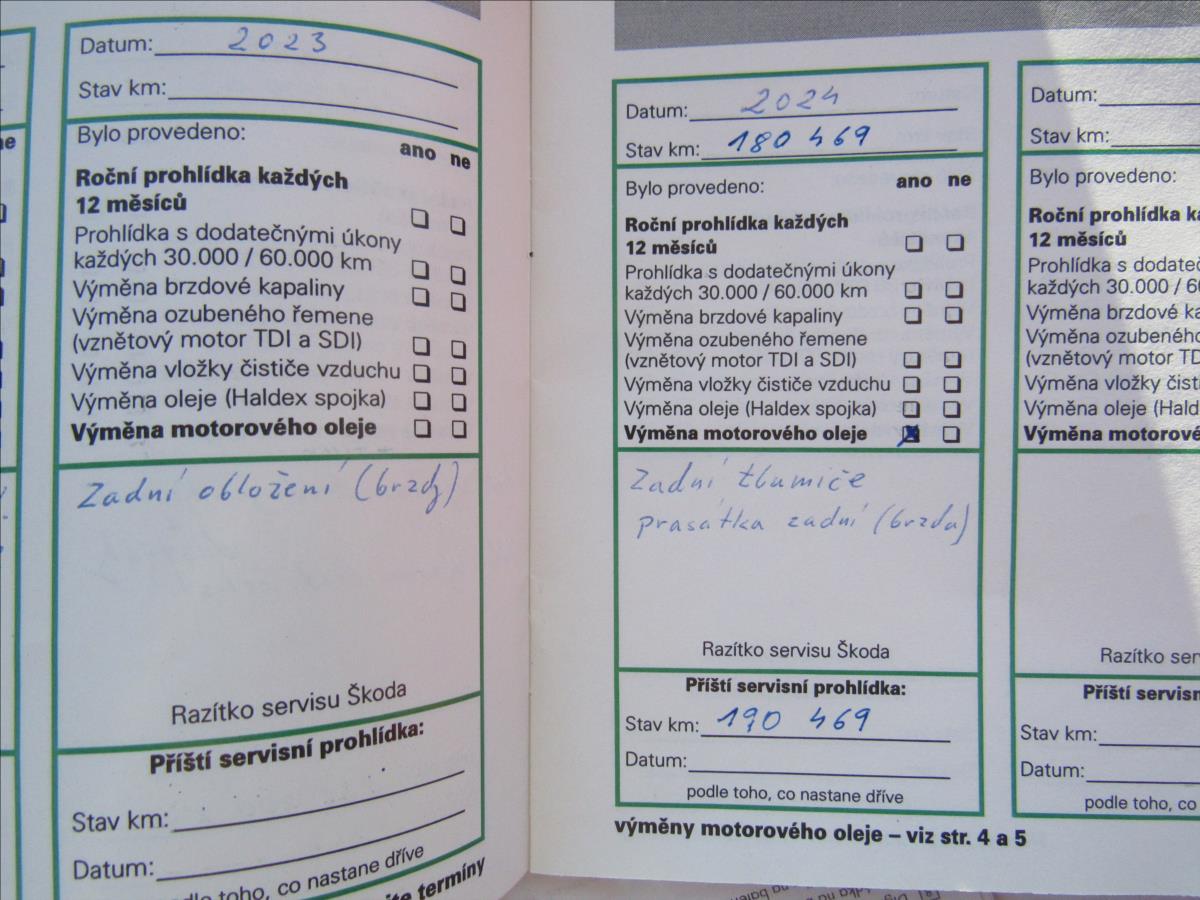 Datum: 2023
Stav km:
Bylo provedeno:
ano ne
Roční prohlídka každých
12 měsíců
Prohlídka s dodatečnými úkony
každých 30.000 / 60.000 km
Výměna brzdové kapaliny
Výměna ozubeného řemene
(vznětový motor TDI a SDI)
Výměna vložky čističe vzduchu
Výměna oleje (Haldex spojka)
Výměna motorového oleje
Zadní obložení (brzdy)
Razítko servisu Škoda
Příští servisní prohlídka:
Stav km:
Datum:
podle toho, co nastane dříve
termíny
Datum: 2024
Stav km: 180 469
Bylo provedeno:
ano ne
Roční prohlídka každých
12 měsíců
Prohlídka s dodatečnými úkony
každých 30.000 / 60.000 km
Výměna brzdové kapaliny
Výměna ozubeného řemene
(vznětový motor TDI a SDI)
Výměna vložky čističe vzduchu
Výměna oleje (Haldex spojka)
Výměna motorového oleje
Zadní tlumiče
prasátka zadní (brzda)
Razítko servisu Škoda
Příští servisní prohlídka:
Stav km: 190 469
Datum:
podle toho, co nastane dříve
výměny motorového oleje – viz str. 4 a 5
Datum:
Stav km:
Bylo provedeno:
Roční prohlídka
12 měsíců
Prohlídka s
každých 30.000 /
Výměna brzdové
Výměna ozubeného
(vznětový motor
Výměna vložky
Výměna oleje
Výměna
Razítko
Příští
Stav km:
Datum:
podle toho, co